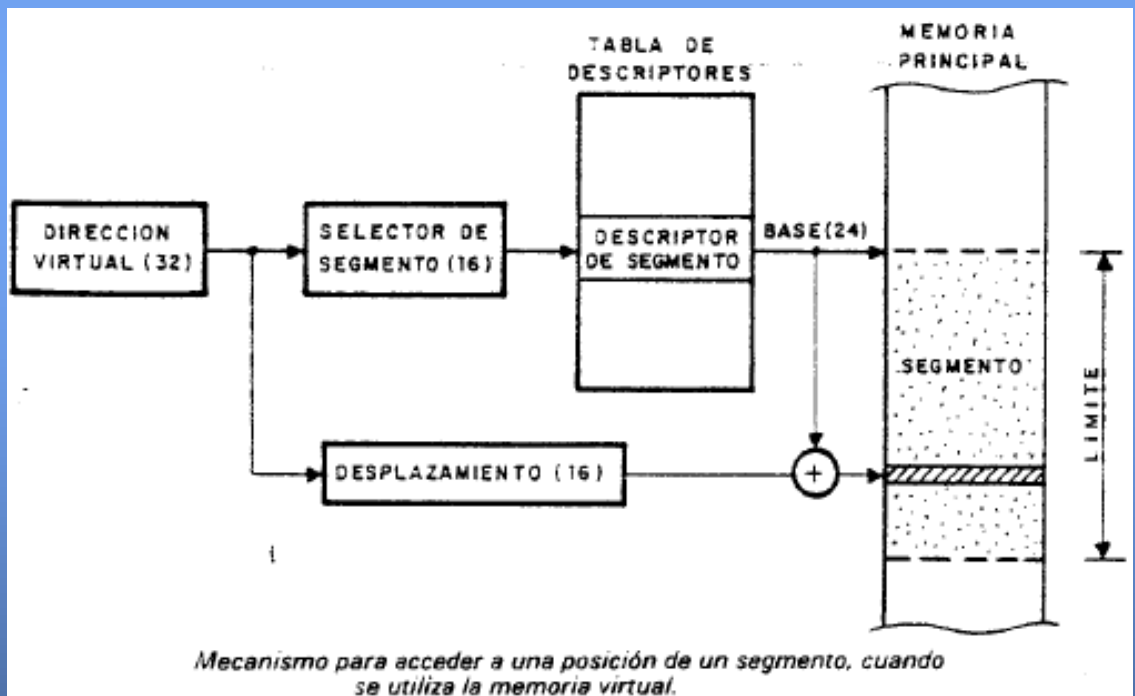 TABLA DE
DESCRIPTORES
MEMORIA
PRINCIPAL
DIRECCION
VIRTUAL (32)
SELECTOR DE
SEGMENTO (16)
DESCRIPTOR
DE SEGMENTO
BASE(24)
SEGMENTO
LIMITE
DESPLAZAMIENTO (16)
+
Mecanismo para acceder a una posición de un segmento, cuando
se utiliza la memoria virtual.